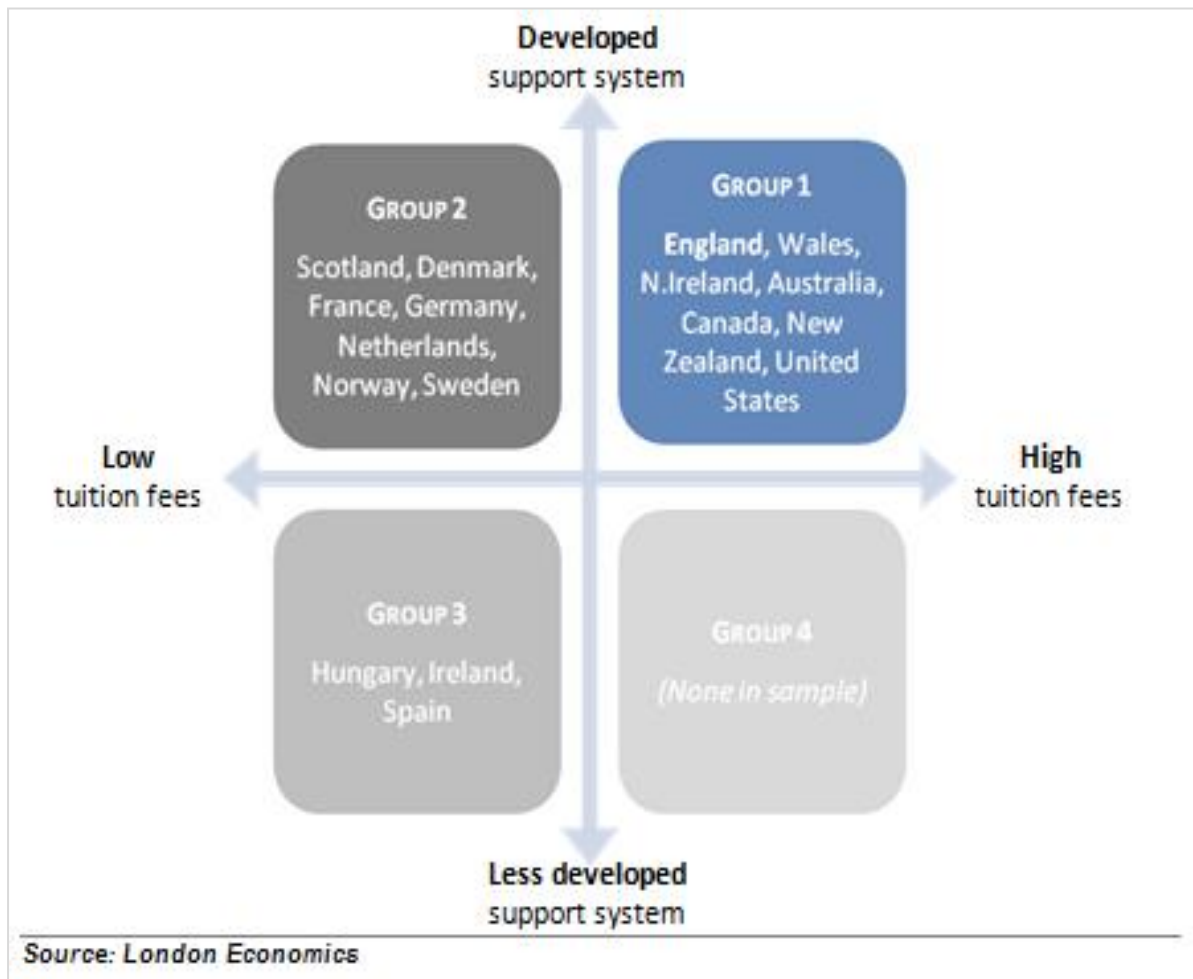 Developed
support system
GROUP 2
Scotland, Denmark,
France, Germany,
Netherlands,
Norway, Sweden
GROUP 1
England, Wales,
N.Ireland, Australia,
Canada, New
Zealand, United
States
Low
tuition fees
High
tuition fees
GROUP 3
Hungary, Ireland,
Spain
GROUP 4
(None in sample)
Less developed
support system
Source: London Economics